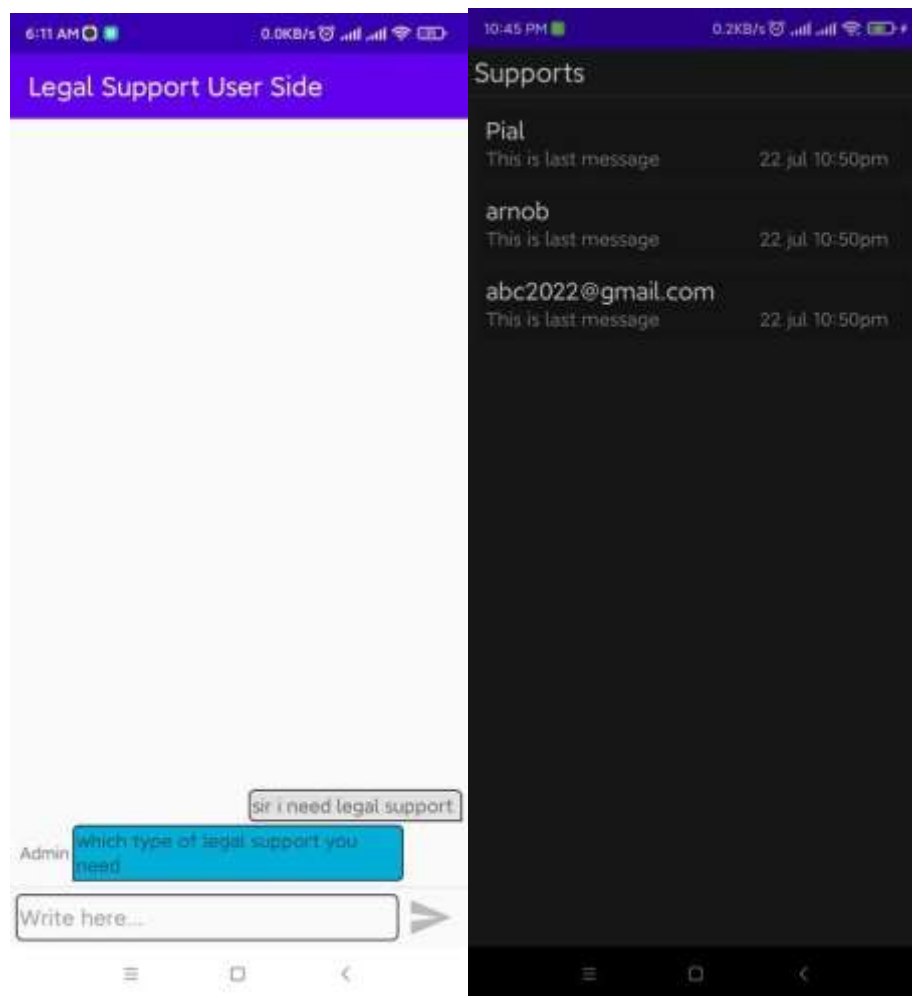 6:11 AM
0.0KB/s
Legal Support User Side
sir i need legal support
Admin
which type of legal support you
need
Write here...
10:45 PM
0.2KB/s
Supports
Pial
This is last message
22 jul 10:50pm
arnob
This is last message
22 jul 10:50pm
abc2022@gmail.com
This is last message
22 jul 10:50pm